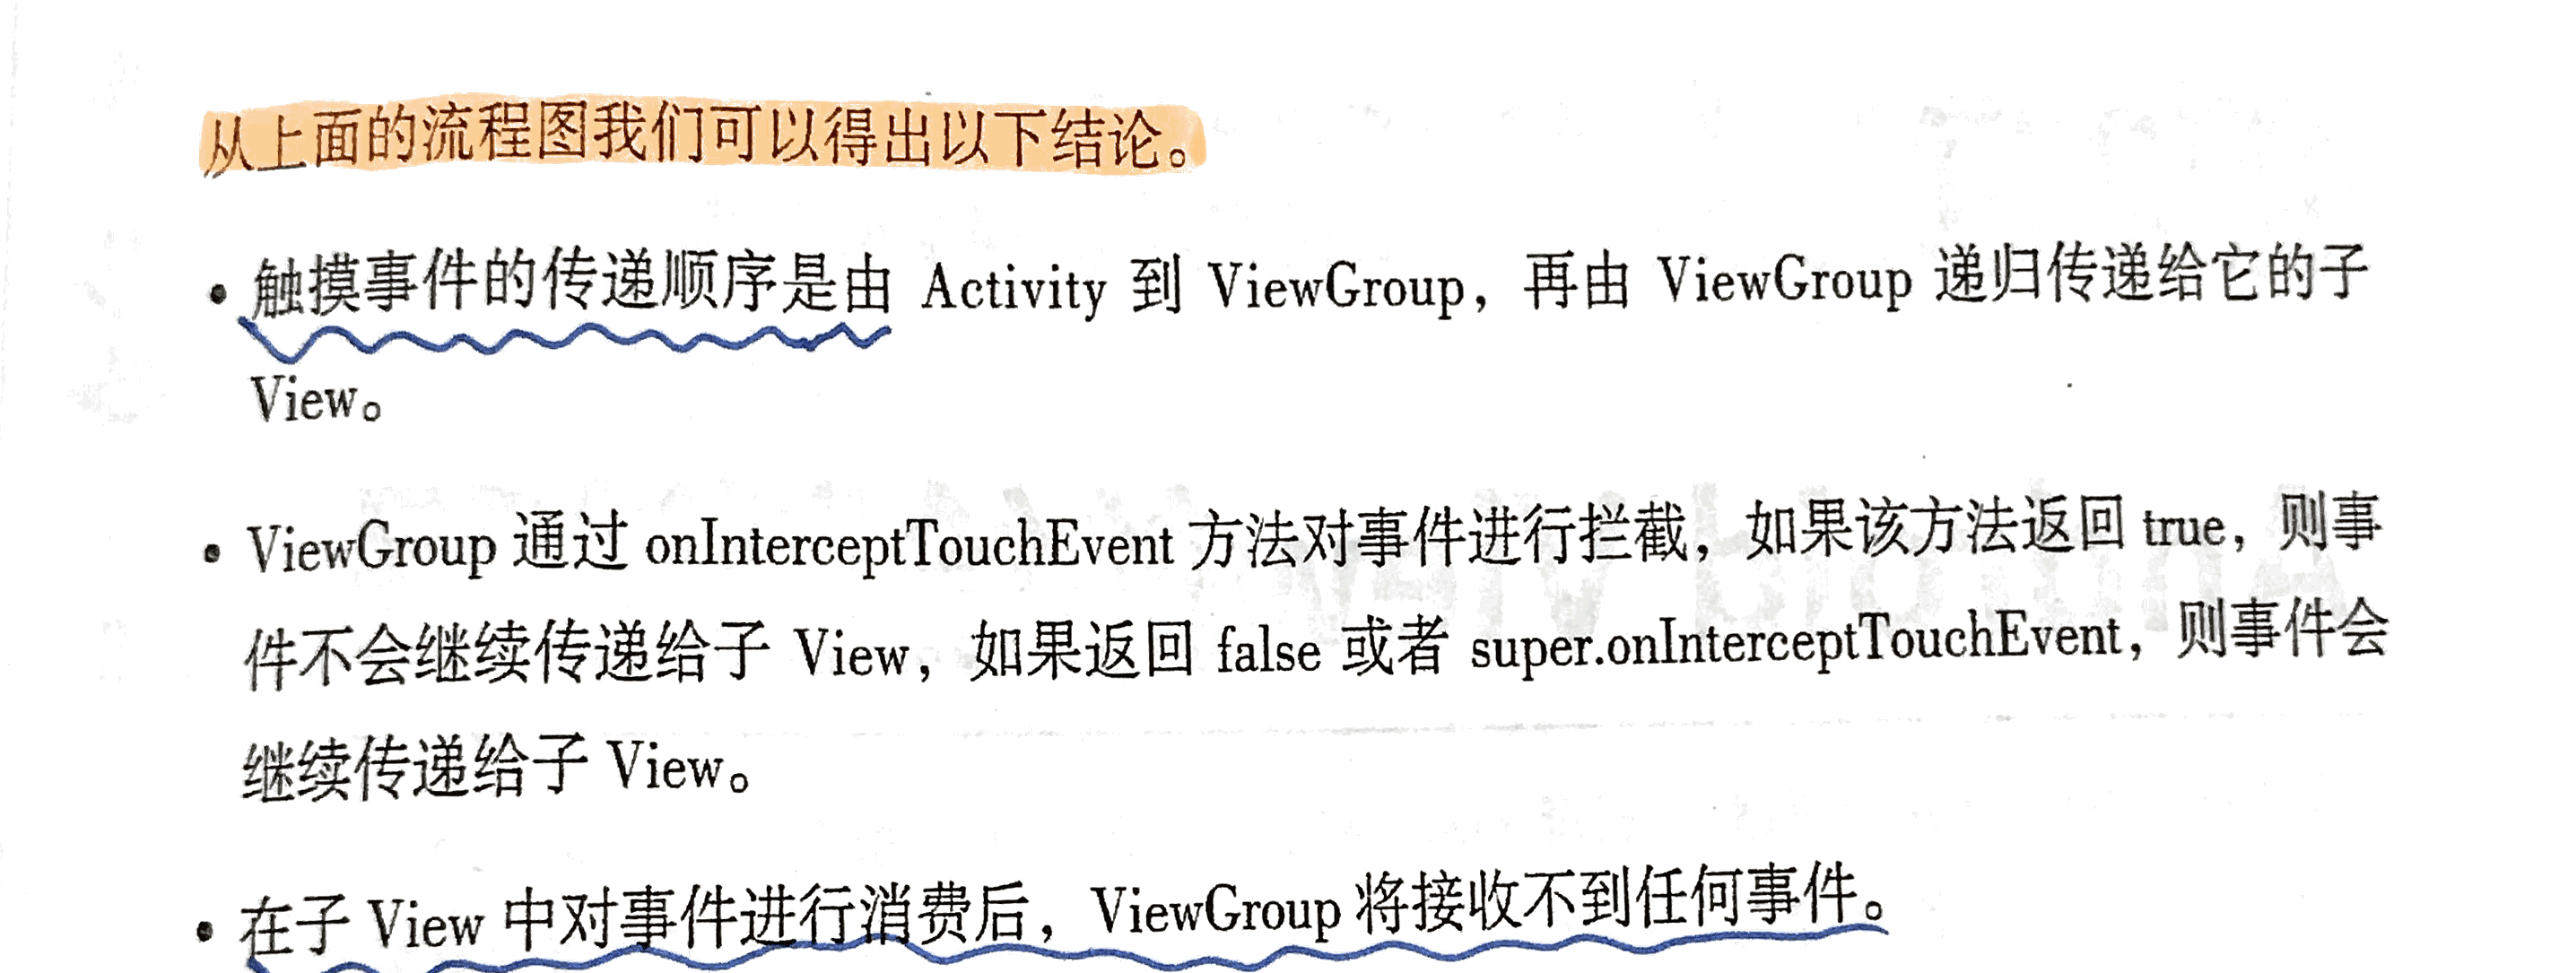 从上面的流程图我们可以得出以下结论。
• 触摸事件的传递顺序是由 Activity 到 ViewGroup，再由 ViewGroup 递归传递给它的子
View。
• ViewGroup 通过 onInterceptTouchEvent 方法对事件进行拦截，如果该方法返回 true，则事
件不会继续传递给子 View，如果返回 false 或者 super.onInterceptTouchEvent，则事件会
继续传递给子 View。
• 在子 View 中对事件进行消费后，ViewGroup 将接收不到任何事件。